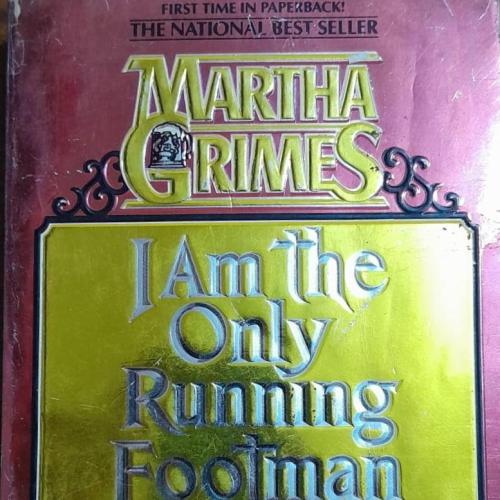 FIRST TIME IN PAPERBACK!
THE NATIONAL BEST SELLER
MARTHA
GRIMES
I Am the
Only
Running
Footman